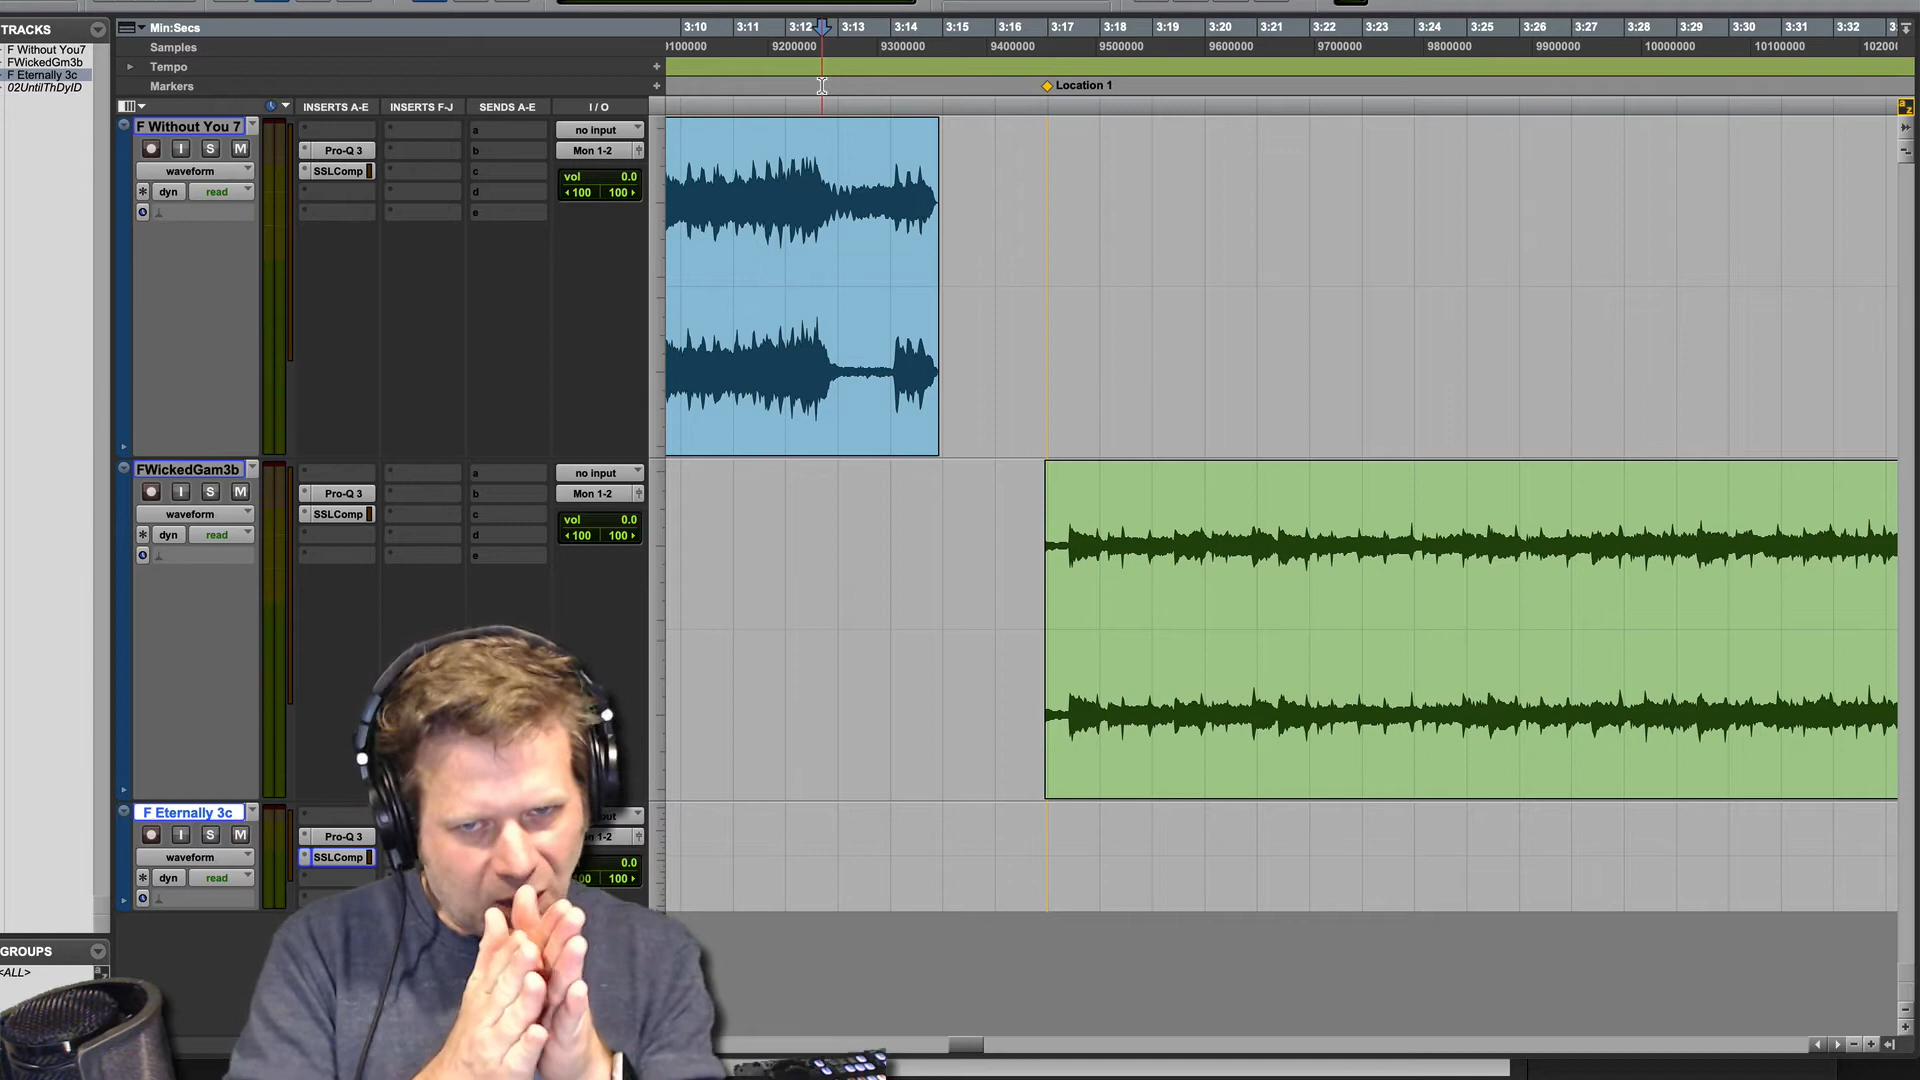 TRACKS
F Without You7
FWickedGm3b
F Eternally 3c
02UntilThDyID
GROUPS
<ALL>
Min:Secs
3:10 3:11 3:12 3:13 3:14 3:15 3:16 3:17 3:18 3:19 3:20 3:21 3:22 3:23 3:24 3:25 3:26 3:27 3:28 3:29 3:30 3:31 3:32
Samples
9200000 9300000 9400000 9500000 9600000 9700000 9800000 9900000 10000000 10100000
Tempo
Markers
Location 1
INSERTS A-E INSERTS F-J SENDS A-E I / O
F Without You 7
I S M
waveform
dyn read
Pro-Q 3
SSLComp
a
b
c
d
e
no input
Mon 1-2
vol 0.0
100 100
FWickedGam3b
I S M
waveform
dyn read
Pro-Q 3
SSLComp
a
b
c
d
e
no input
Mon 1-2
vol 0.0
100 100
F Eternally 3c
I S M
waveform
dyn read
Pro-Q 3
SSLComp
1-2
0.0
100